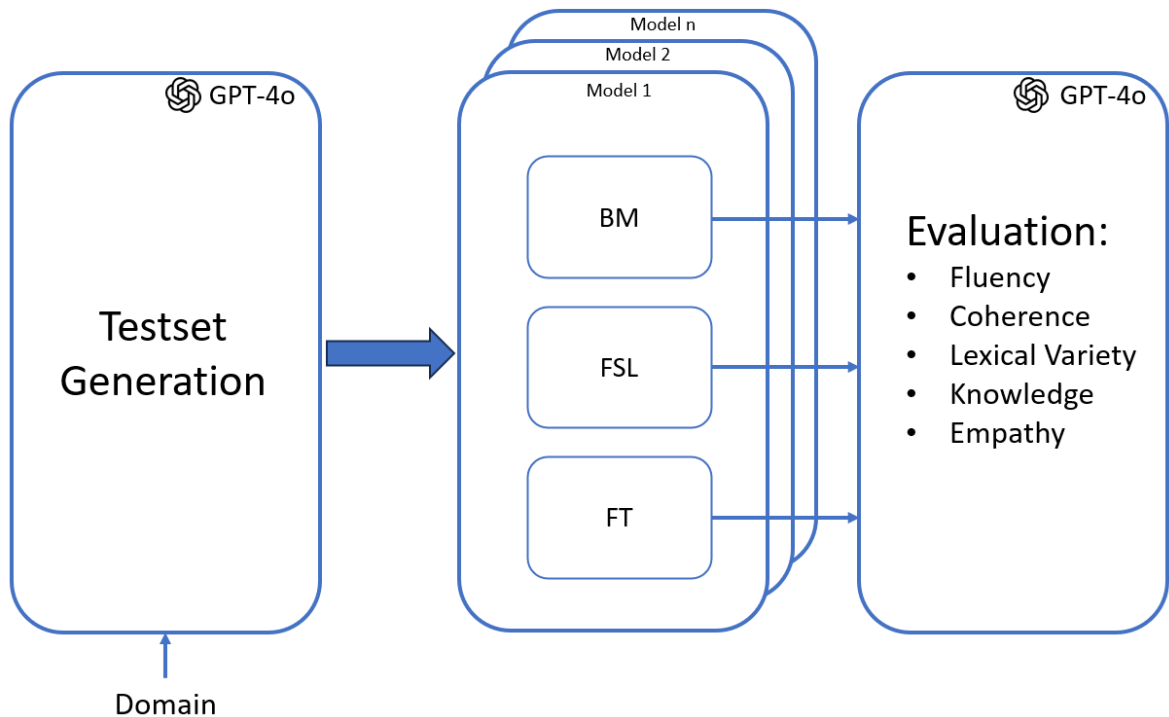 GPT-4o
Testset
Generation
Domain
Model n
Model 2
Model 1
BM
FSL
FT
GPT-4o
Evaluation:
• Fluency
• Coherence
• Lexical Variety
• Knowledge
• Empathy